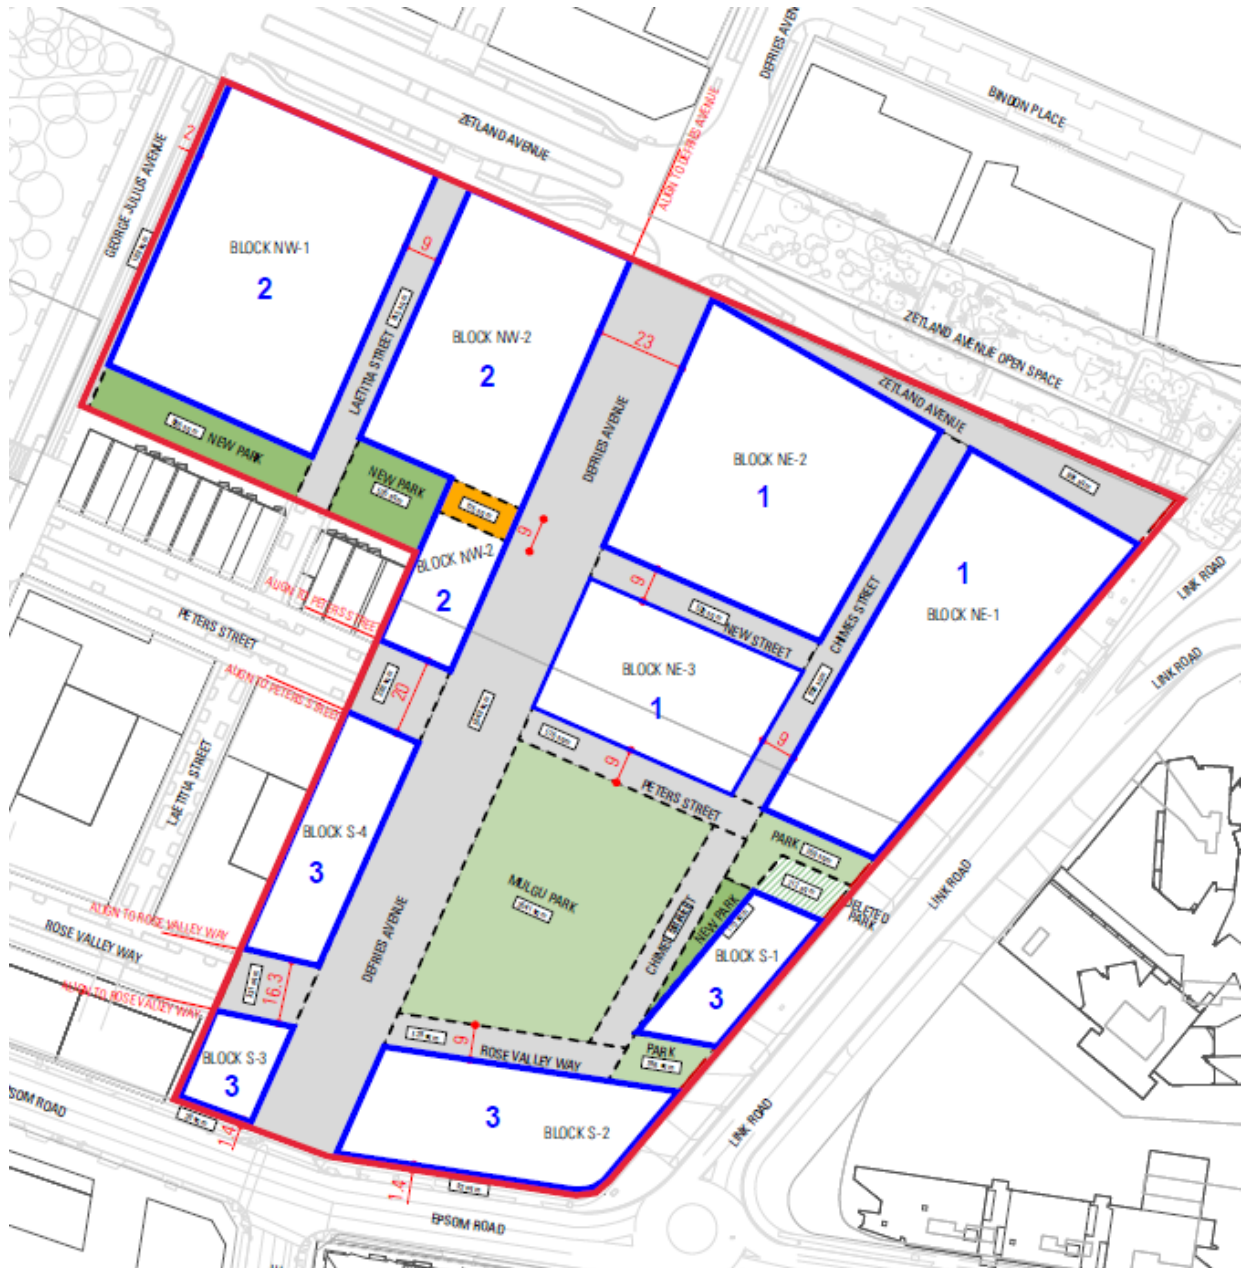 DEFRIES AVEN
BINDON PLACE
ZETLAND AVENUE
ALIGN TO DEFRIES AVENUE
GEORGE JULIUS AVENUE
BLOCK NW-1
2
9
LAETITIA STREET
BLOCK NW-2
2
23
DEFRIES AVENUE
ZETLAND AVENUE OPEN SPACE
ZETLAND AVENUE
BLOCK NE-2
1
NEW PARK
NEW PARK
9
BLOCK NW-2
2
1
BLOCK NE-1
LINK ROAD
LINK ROAD
CHIMES STREET
9
NEW STREET
ALIGN TO PETERS STREET
PETERS STREET
ALIGN TO PETERS STREET
20
BLOCK NE-3
1
9
9
PETERS STREET
LAETITIA STREET
BLOCK S-4
3
MULGU PARK
PARK
DELETED
PARK
LINK ROAD
NEW PARK
CHIMES STREET
BLOCK S-1
3
DEFRIES AVENUE
ALIGN TO ROSE VALLEY WAY
ROSE VALLEY WAY
ALIGN TO ROSE VALLEY WAY
16.3
9
ROSE VALLEY WAY
PARK
BLOCK S-3
3
3
BLOCK S-2
LINK ROAD
SOM ROAD
1.4
1.4
EPSOM ROAD